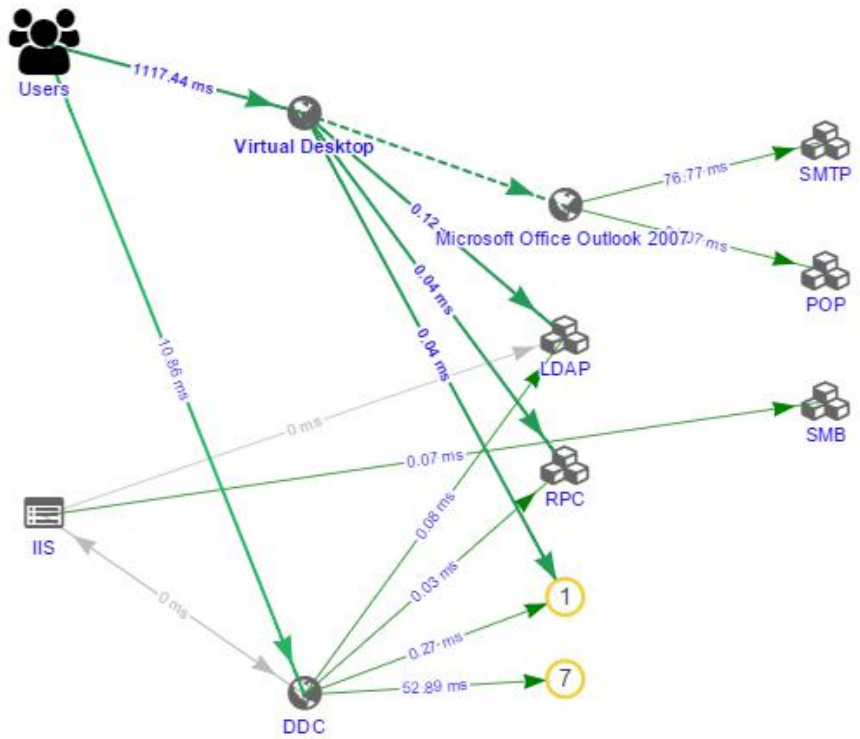 Users
1117.44 ms
Virtual Desktop
SMTP
76.77 ms
0.12
Microsoft Office Outlook 2007
07 ms
POP
0.04 ms
0.04 ms
10.86 ms
LDAP
0 ms
SMB
0.07 ms
RPC
IIS
0.08 ms
0.03 ms
0 ms
1
0.27 ms
7
52.89 ms
DDC